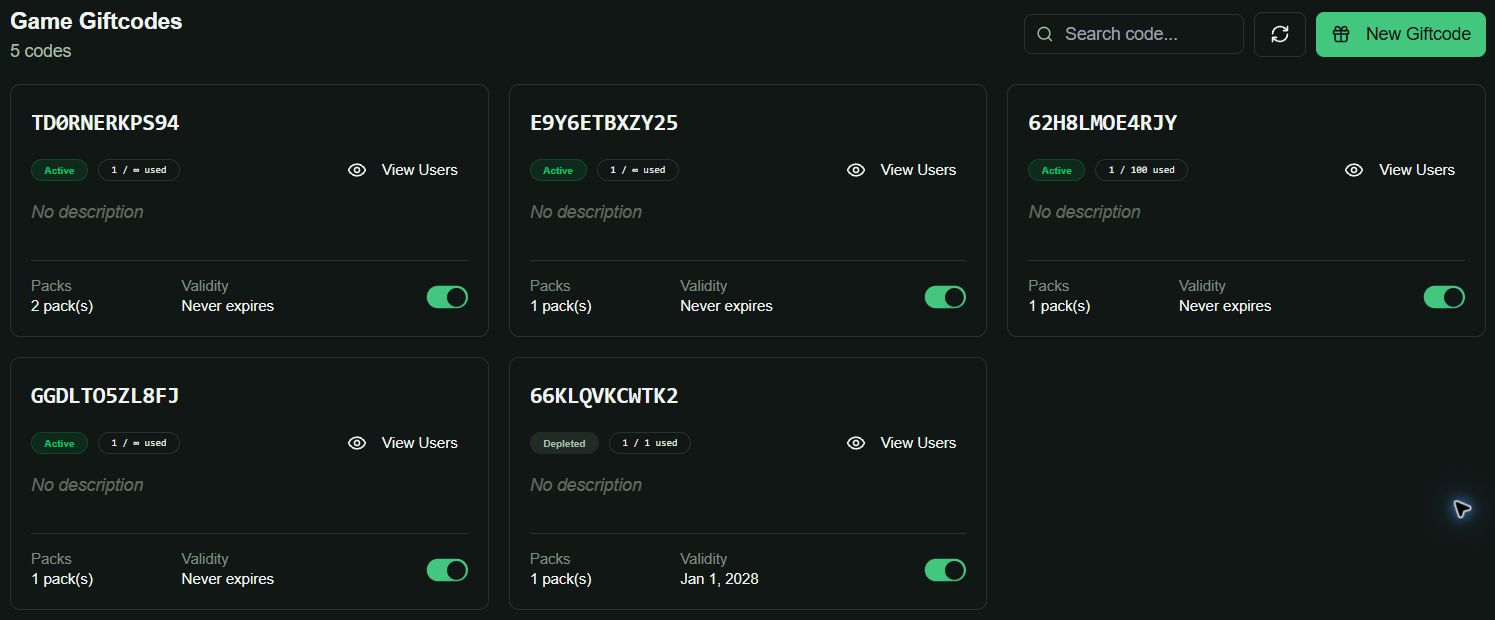 Game Giftcodes
5 codes
Search code...
New Giftcode
TD0RNERKPS94
Active
1 / ∞ used
View Users
No description
Packs
2 pack(s)
Validity
Never expires
E9Y6ETBXZY25
Active
1 / ∞ used
View Users
No description
Packs
1 pack(s)
Validity
Never expires
62H8LMOE4RJY
Active
1 / 100 used
View Users
No description
Packs
1 pack(s)
Validity
Never expires
GGDLTO5ZL8FJ
Active
1 / ∞ used
View Users
No description
Packs
1 pack(s)
Validity
Never expires
66KLQVKCWTK2
Depleted
1 / 1 used
View Users
No description
Packs
1 pack(s)
Validity
Jan 1, 2028